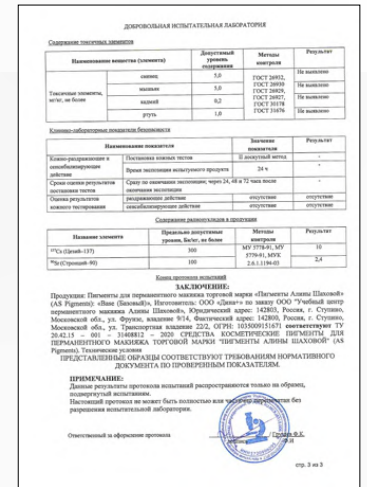 ДОБРОВОЛЬНАЯ ИСПЫТАТЕЛЬНАЯ ЛАБОРАТОРИЯ
Содержание токсичных элементов
Наименование вещества (элемента) Допустимый уровень содержания Методы контроля Результат
Токсичные элементы, мг/кг, не более
свинец 5,0 Не выявлено
мышьяк 5,0 Не выявлено
кадмий 0,2 Не выявлено
ртуть 1,0 Не выявлено
ГОСТ 26932,
ГОСТ 26930
ГОСТ 26929,
ГОСТ 26927,
ГОСТ 30178
ГОСТ 31676
Клинико-лабораторные показатели безопасности
Наименование показателя Значение показателя Результат
Кожно-раздражающее и сенсибилизирующее действие
Постановка кожных тестов II лоскутный метод -
Время экспозиции испытуемого продукта 24 ч -
Сроки оценки результатов постановки тестов
Сразу по окончании экспозиции; через 24, 48 и 72 часа после окончания экспозиции
Оценка результатов кожного тестирования
раздражающее действие отсутствие отсутствие
сенсибилизирующее действие отсутствие отсутствие
Содержание радионуклидов в продукции
Название элемента Предельно допустимые уровни, Бк/кг, не более Методы контроля Результат
¹³⁷Cs (Цезий-137) 300 10
⁹⁰Sr (Стронций-90) 100 2,4
МУ 5778-91, МУ
5779-91, МУК
2.6.1.1194-03
Конец протокола испытаний
ЗАКЛЮЧЕНИЕ:
Продукция: Пигменты для перманентного макияжа торговой марки «Пигменты Алины Шаховой»
(AS Pigments): «Base (Базовый)», Изготовитель: ООО «Дива+» по заказу ООО "Учебный центр
перманентного макияжа Алины Шаховой», Юридический адрес: 142803, Россия, г. Ступино,
Московской обл., ул. Фрунзе, владение 9/14, Фактический адрес: 142800, Россия, г. Ступино,
Московской обл., ул. Транспортная владение 22/2, ОГРН: 1035009151671 соответствуют ТУ
20.42.15 – 001 – 31408812 – 2020 СРЕДСТВА КОСМЕТИЧЕСКИЕ ПИГМЕНТЫ ДЛЯ
ПЕРМАНЕНТНОГО МАКИЯЖА ТОРГОВОЙ МАРКИ "ПИГМЕНТЫ АЛИНЫ ШАХОВОЙ" (AS
Pigments). Технические условия
ПРЕДСТАВЛЕННЫЕ ОБРАЗЦЫ СООТВЕТСТВУЮТ ТРЕБОВАНИЯМ НОРМАТИВНОГО
ДОКУМЕНТА ПО ПРОВЕРЕННЫМ ПОКАЗАТЕЛЯМ.
ПРИМЕЧАНИЕ:
Данные результаты протокола испытаний распространяются только на образец,
подвергнутый испытаниям.
Настоящий протокол не может быть полностью или частично перепечатан без
разрешения испытательной лаборатории.
Ответственный за оформление протокола
стр. 3 из 3